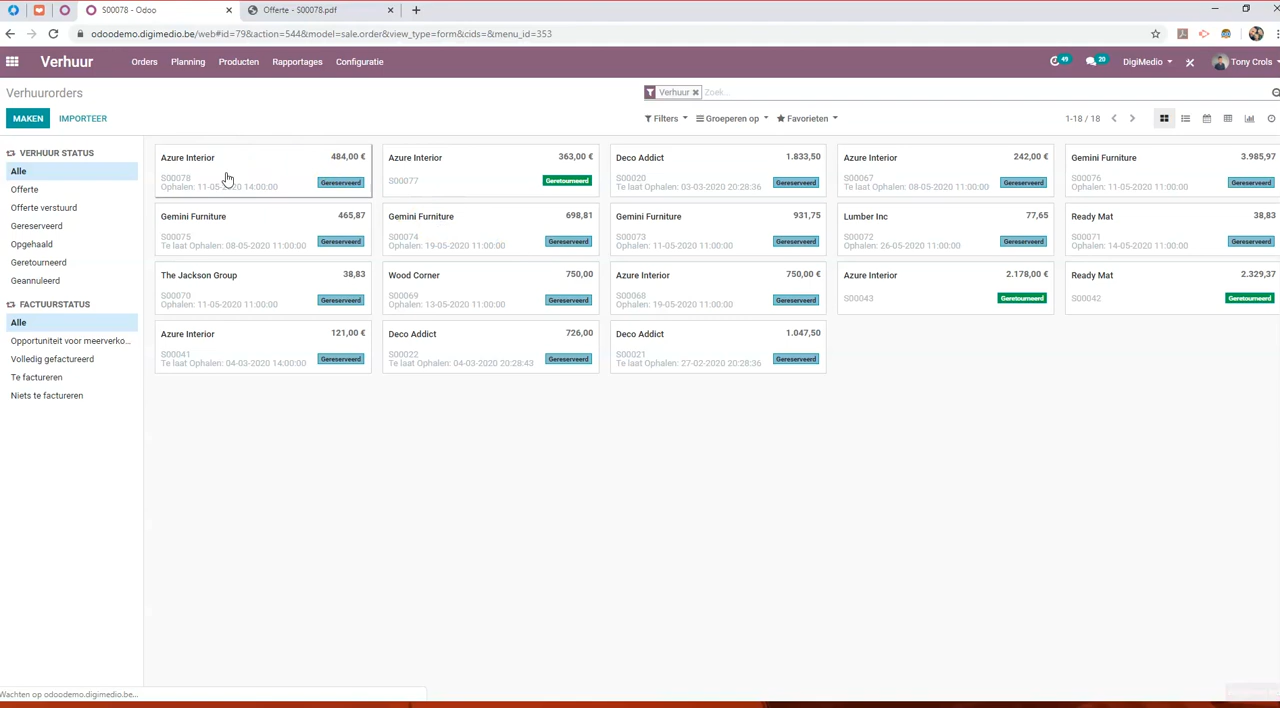 S00078 - Odoo
Offerte - S00078.pdf
odoodemo.digimedio.be/web#id=79&action=544&model=sale.order&view_type=form&cids=&menu_id=353
Verhuur
Orders
Planning
Producten
Rapportages
Configuratie
49
20
DigiMedio
Tony Crols
Verhuurorders
Verhuur
Zoek...
MAKEN
IMPORTEER
Filters
Groeperen op
Favorieten
1-18 / 18
VERHUUR STATUS
Alle
Offerte
Offerte verstuurd
Gereserveerd
Opgehaald
Geretourneerd
Geannuleerd
FACTUURSTATUS
Alle
Opportuniteit voor meerverko...
Volledig gefactureerd
Te factureren
Niets te factureren
Azure Interior
484,00 €
S00078
Ophalen: 11-05-2020 14:00:00
Gereserveerd
Azure Interior
363,00 €
S00077
Geretourneerd
Deco Addict
1.833,50
S00020
Te laat Ophalen: 03-03-2020 20:28:36
Gereserveerd
Azure Interior
242,00 €
S00067
Te laat Ophalen: 08-05-2020 11:00:00
Gereserveerd
Gemini Furniture
3.985,97
S00076
Ophalen: 11-05-2020 11:00:00
Gereserveerd
Gemini Furniture
465,87
S00075
Te laat Ophalen: 08-05-2020 11:00:00
Gereserveerd
Gemini Furniture
698,81
S00074
Ophalen: 19-05-2020 11:00:00
Gereserveerd
Gemini Furniture
931,75
S00073
Ophalen: 11-05-2020 11:00:00
Gereserveerd
Lumber Inc
77,65
S00072
Ophalen: 26-05-2020 11:00:00
Gereserveerd
Ready Mat
38,83
S00071
Ophalen: 14-05-2020 11:00:00
Gereserveerd
The Jackson Group
38,83
S00070
Ophalen: 11-05-2020 11:00:00
Gereserveerd
Wood Corner
750,00
S00069
Ophalen: 13-05-2020 11:00:00
Gereserveerd
Azure Interior
750,00 €
S00068
Ophalen: 19-05-2020 11:00:00
Gereserveerd
Azure Interior
2.178,00 €
S00043
Geretourneerd
Ready Mat
2.329,37
S00042
Geretourneerd
Azure Interior
121,00 €
S00041
Te laat Ophalen: 04-03-2020 14:00:00
Gereserveerd
Deco Addict
726,00
S00022
Te laat Ophalen: 04-03-2020 20:28:43
Gereserveerd
Deco Addict
1.047,50
S00021
Te laat Ophalen: 27-02-2020 20:28:36
Gereserveerd
Wachten op odoodemo.digimedio.be...